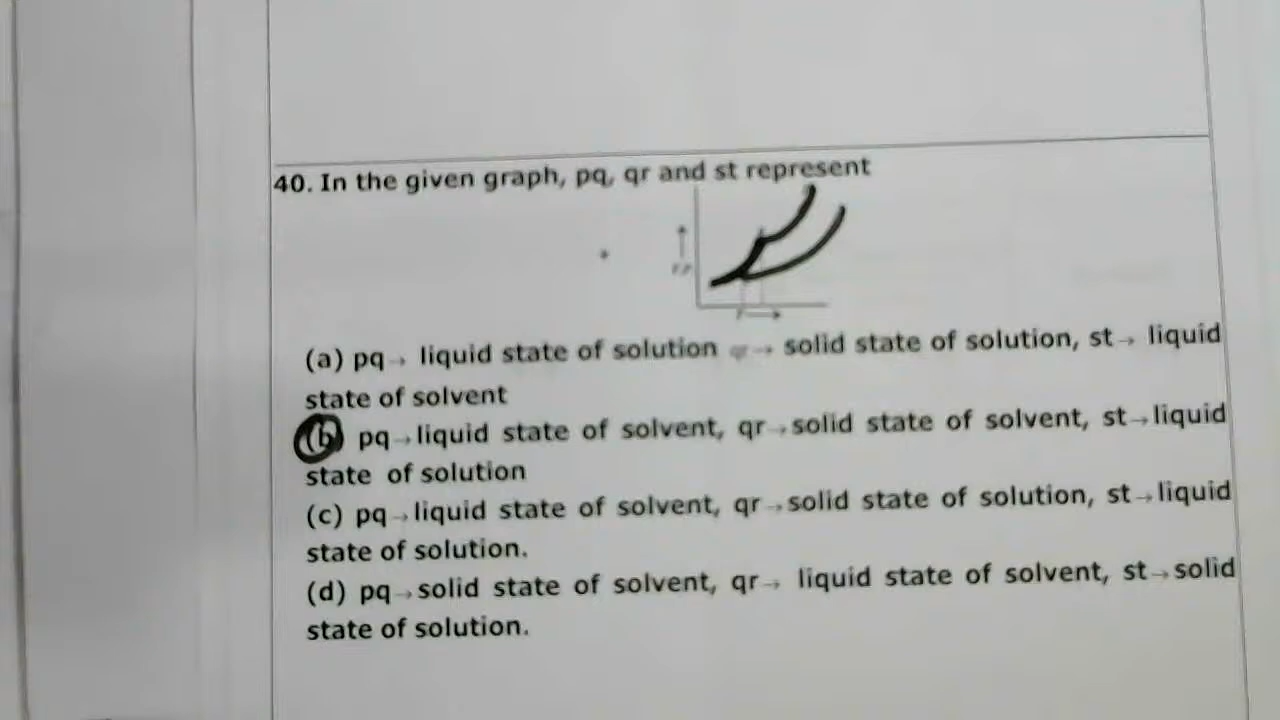 40. In the given graph, pq, qr and st represent
(a) pq → liquid state of solution → solid state of solution, st → liquid
state of solvent
(b) pq → liquid state of solvent, qr → solid state of solvent, st → liquid
state of solution
(c) pq → liquid state of solvent, qr → solid state of solution, st → liquid
state of solution.
(d) pq → solid state of solvent, qr → liquid state of solvent, st → solid
state of solution.